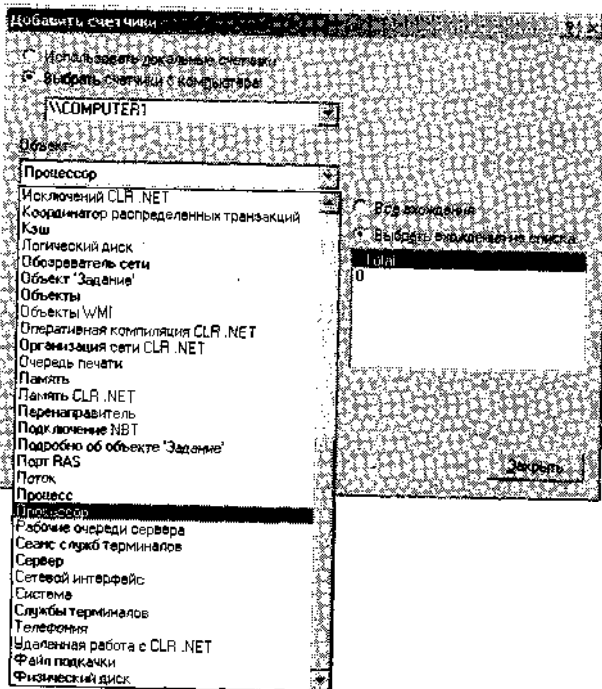 Добавить счетчики
Использовать локальные счетчики
Выбрать счетчики с компьютера:
\\COMPUTER1
Объект:
Процессор
Исключений CLR .NET
Координатор распределенных транзакций
Кэш
Логический диск
Обозреватель сети
Объект 'Задание'
Объекты
Объекты WMI
Оперативная компиляция CLR .NET
Организация сети CLR .NET
Очередь печати
Память
Память CLR .NET
Перенаправитель
Подключение NBT
Подробно об объекте 'Задание'
Порт RAS
Поток
Процесс
Процессор
Рабочие очереди сервера
Сеанс служб терминалов
Сервер
Сетевой интерфейс
Система
Службы терминалов
Телефония
Удаленная работа с CLR .NET
Файл подкачки
Физический диск
Все вхождения
Выбрать вхождения из списка:
_Total
0
Закрыть